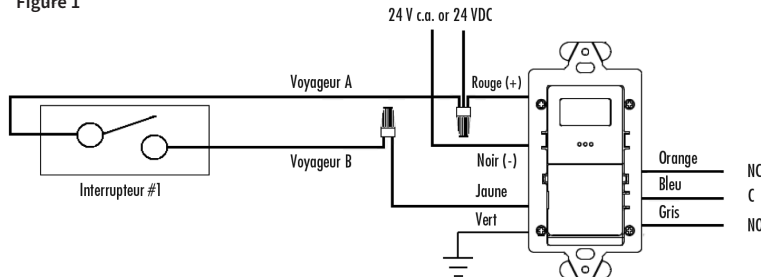 Figure 1
24 V c.a. or 24 VDC
Voyageur A
Rouge (+)
Voyageur B
Noir (-)
Interrupteur #1
Jaune
Vert
Orange
NC
Bleu
C
Gris
NO